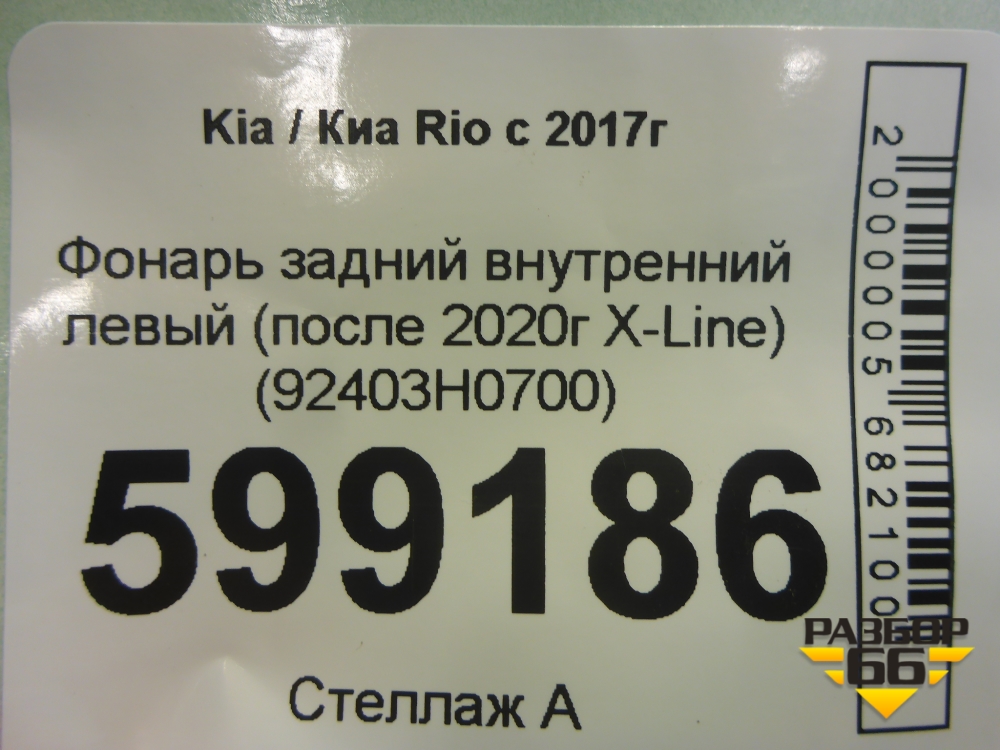 Kia / Киа Rio с 2017г
Фонарь задний внутренний
левый (после 2020г X-Line)
(92403H0700)
599186
Стеллаж А
2000005682100
РАЗБОР
66